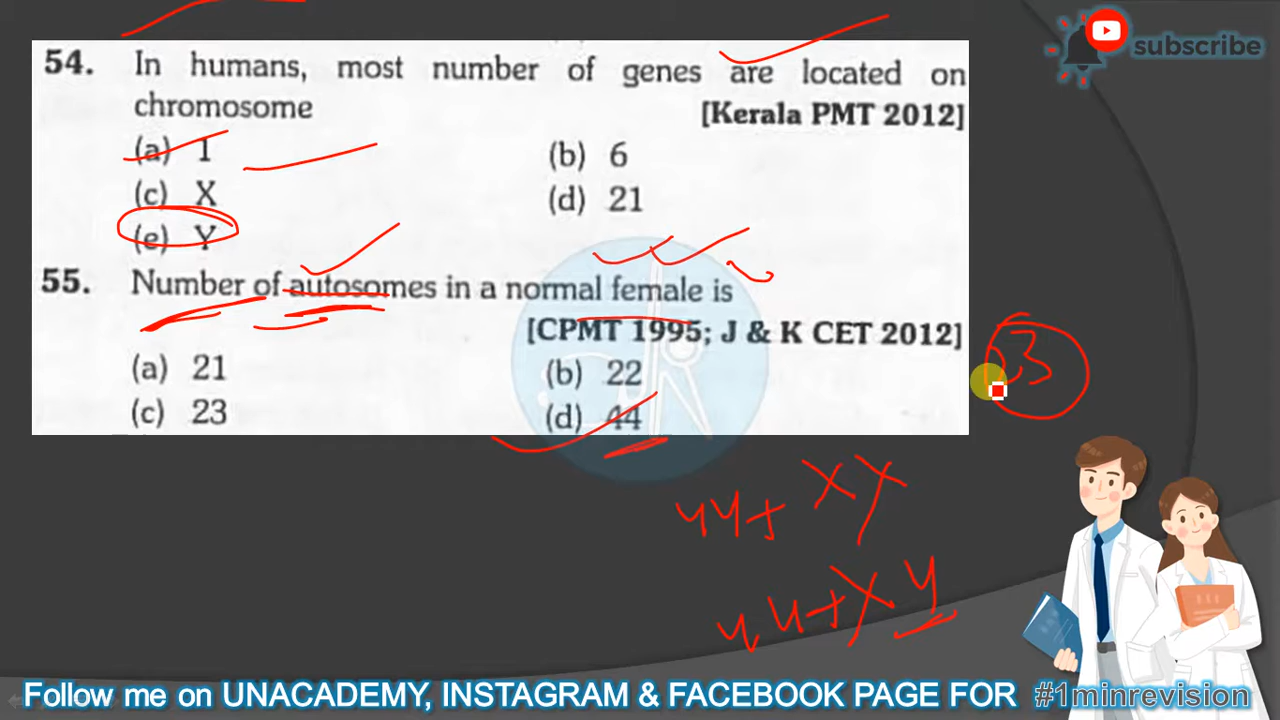 subscribe
54. In humans, most number of genes are located on
chromosome [Kerala PMT 2012]
(a) 1 (b) 6
(c) X (d) 21
(e) Y
55. Number of autosomes in a normal female is
[CPMT 1995; J & K CET 2012]
(a) 21 (b) 22
(c) 23 (d) 44
23
44+ XX
44+XY
Follow me on UNACADEMY, INSTAGRAM & FACEBOOK PAGE FOR #1minrevision